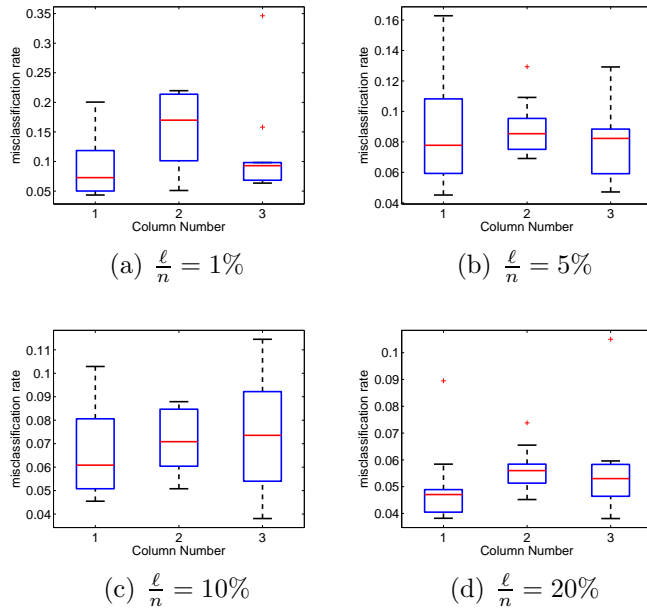 0.35
0.3
0.25
0.2
0.15
0.1
0.05
misclassification rate
1 2 3
Column Number
(a) ℓ/n = 1%
0.16
0.14
0.12
0.1
0.08
0.06
0.04
misclassification rate
1 2 3
Column Number
(b) ℓ/n = 5%
0.11
0.1
0.09
0.08
0.07
0.06
0.05
0.04
misclassification rate
1 2 3
Column Number
(c) ℓ/n = 10%
0.1
0.09
0.08
0.07
0.06
0.05
0.04
misclassification rate
1 2 3
Column Number
(d) ℓ/n = 20%